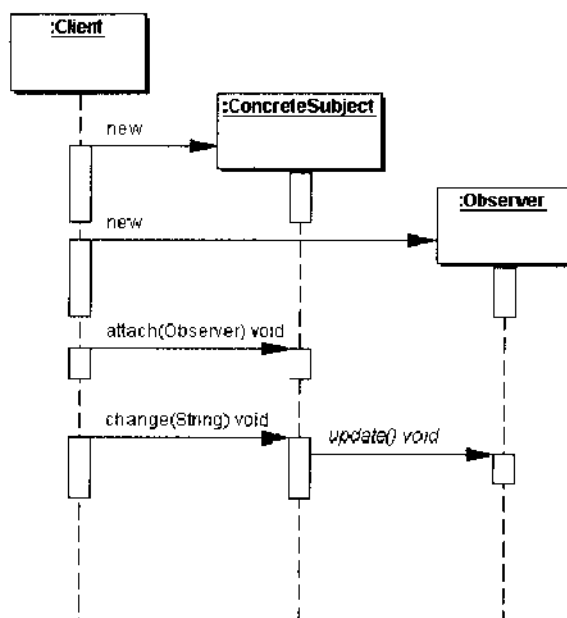 :Client
:ConcreteSubject
new
:Observer
new
attach(Observer) void
change(String) void
update() void